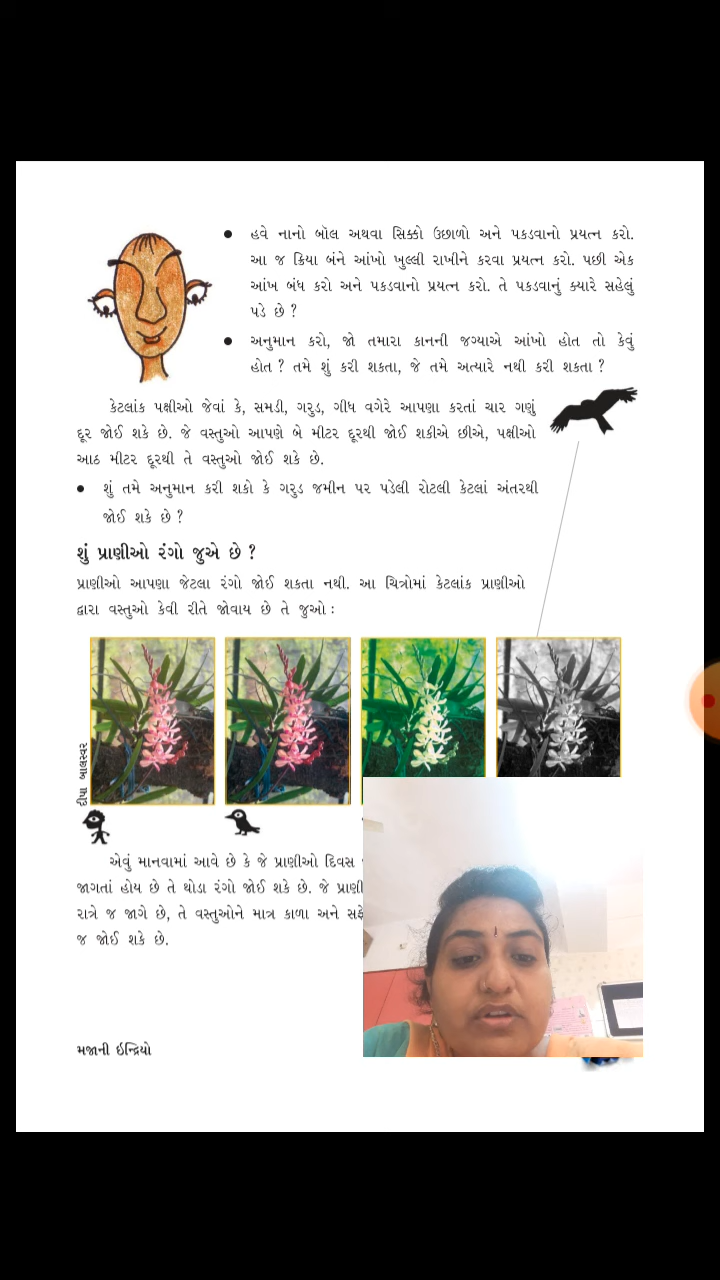 હવે નાનો બૉલ અથવા સિક્કો ઉછાળો અને પકડવાનો પ્રયત્ન કરો.
આ જ ક્રિયા બંને આંખો ખુલ્લી રાખીને કરવા પ્રયત્ન કરો. પછી એક
આંખ બંધ કરો અને પકડવાનો પ્રયત્ન કરો. તે પકડવાનું ક્યારે સહેલું
પડે છે ?
અનુમાન કરો, જો તમારા કાનની જગ્યાએ આંખો હોત તો કેવું
હોત ? તમે શું કરી શકતા, જે તમે અત્યારે નથી કરી શકતા ?
કેટલાંક પક્ષીઓ જેવાં કે, સમડી, ગરુડ, ગીધ વગેરે આપણા કરતાં ચાર ગણું
દૂર જોઈ શકે છે. જે વસ્તુઓ આપણે બે મીટર દૂરથી જોઈ શકીએ છીએ, પક્ષીઓ
આઠ મીટર દૂરથી તે વસ્તુઓ જોઈ શકે છે.
શું તમે અનુમાન કરી શકો કે ગરુડ જમીન પર પડેલી રોટલી કેટલાં અંતરથી
જોઈ શકે છે ?
શું પ્રાણીઓ રંગો જુએ છે ?
પ્રાણીઓ આપણા જેટલા રંગો જોઈ શકતા નથી. આ ચિત્રોમાં કેટલાંક પ્રાણીઓ
દ્વારા વસ્તુઓ કેવી રીતે જોવાય છે તે જુઓ :
દીપા બાલસ્વર
એવું માનવામાં આવે છે કે જે પ્રાણીઓ દિવસ
જાગતાં હોય છે તે થોડા રંગો જોઈ શકે છે. જે
રાત્રે જ જાગે છે, તે વસ્તુઓને માત્ર કાળા અને
જ જોઈ શકે છે.
મજાની ઇન્દ્રિયો